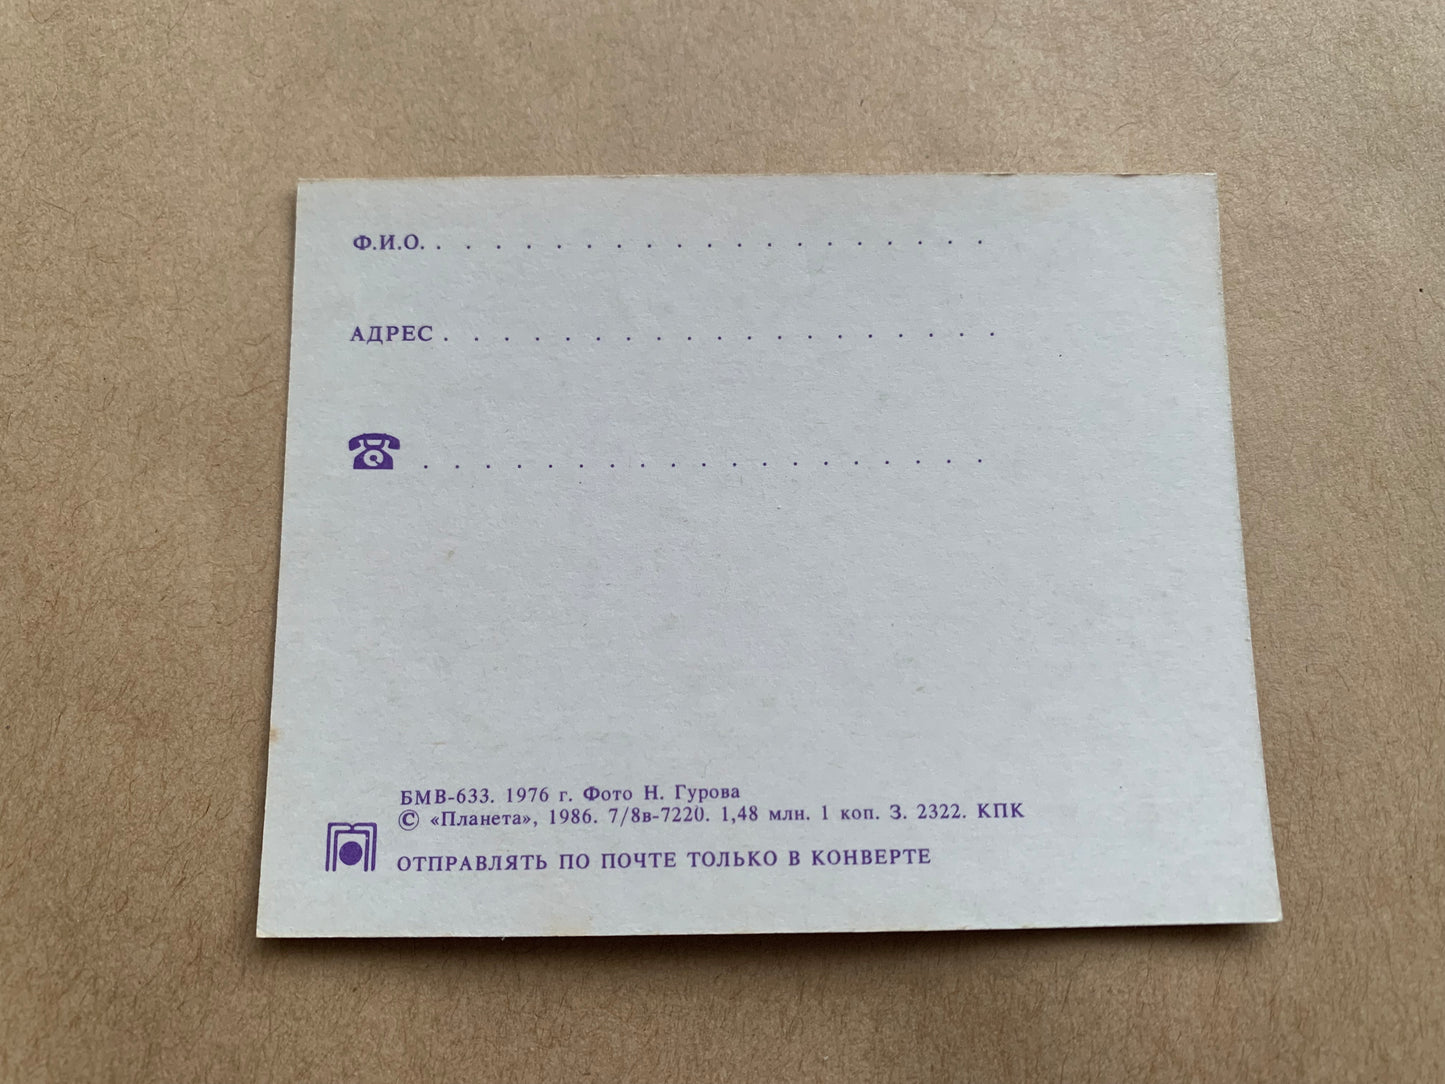 Ф.И.О. . . . . . . . . . . . . . . . . . . .
АДРЕС . . . . . . . . . . . . . . . . . . .
. . . . . . . . . . . . . . . . . . .
БМВ-633. 1976 г. Фото Н. Гурова
© «Планета», 1986. 7/8в-7220. 1,48 млн. 1 коп. З. 2322. КПК
ОТПРАВЛЯТЬ ПО ПОЧТЕ ТОЛЬКО В КОНВЕРТЕ